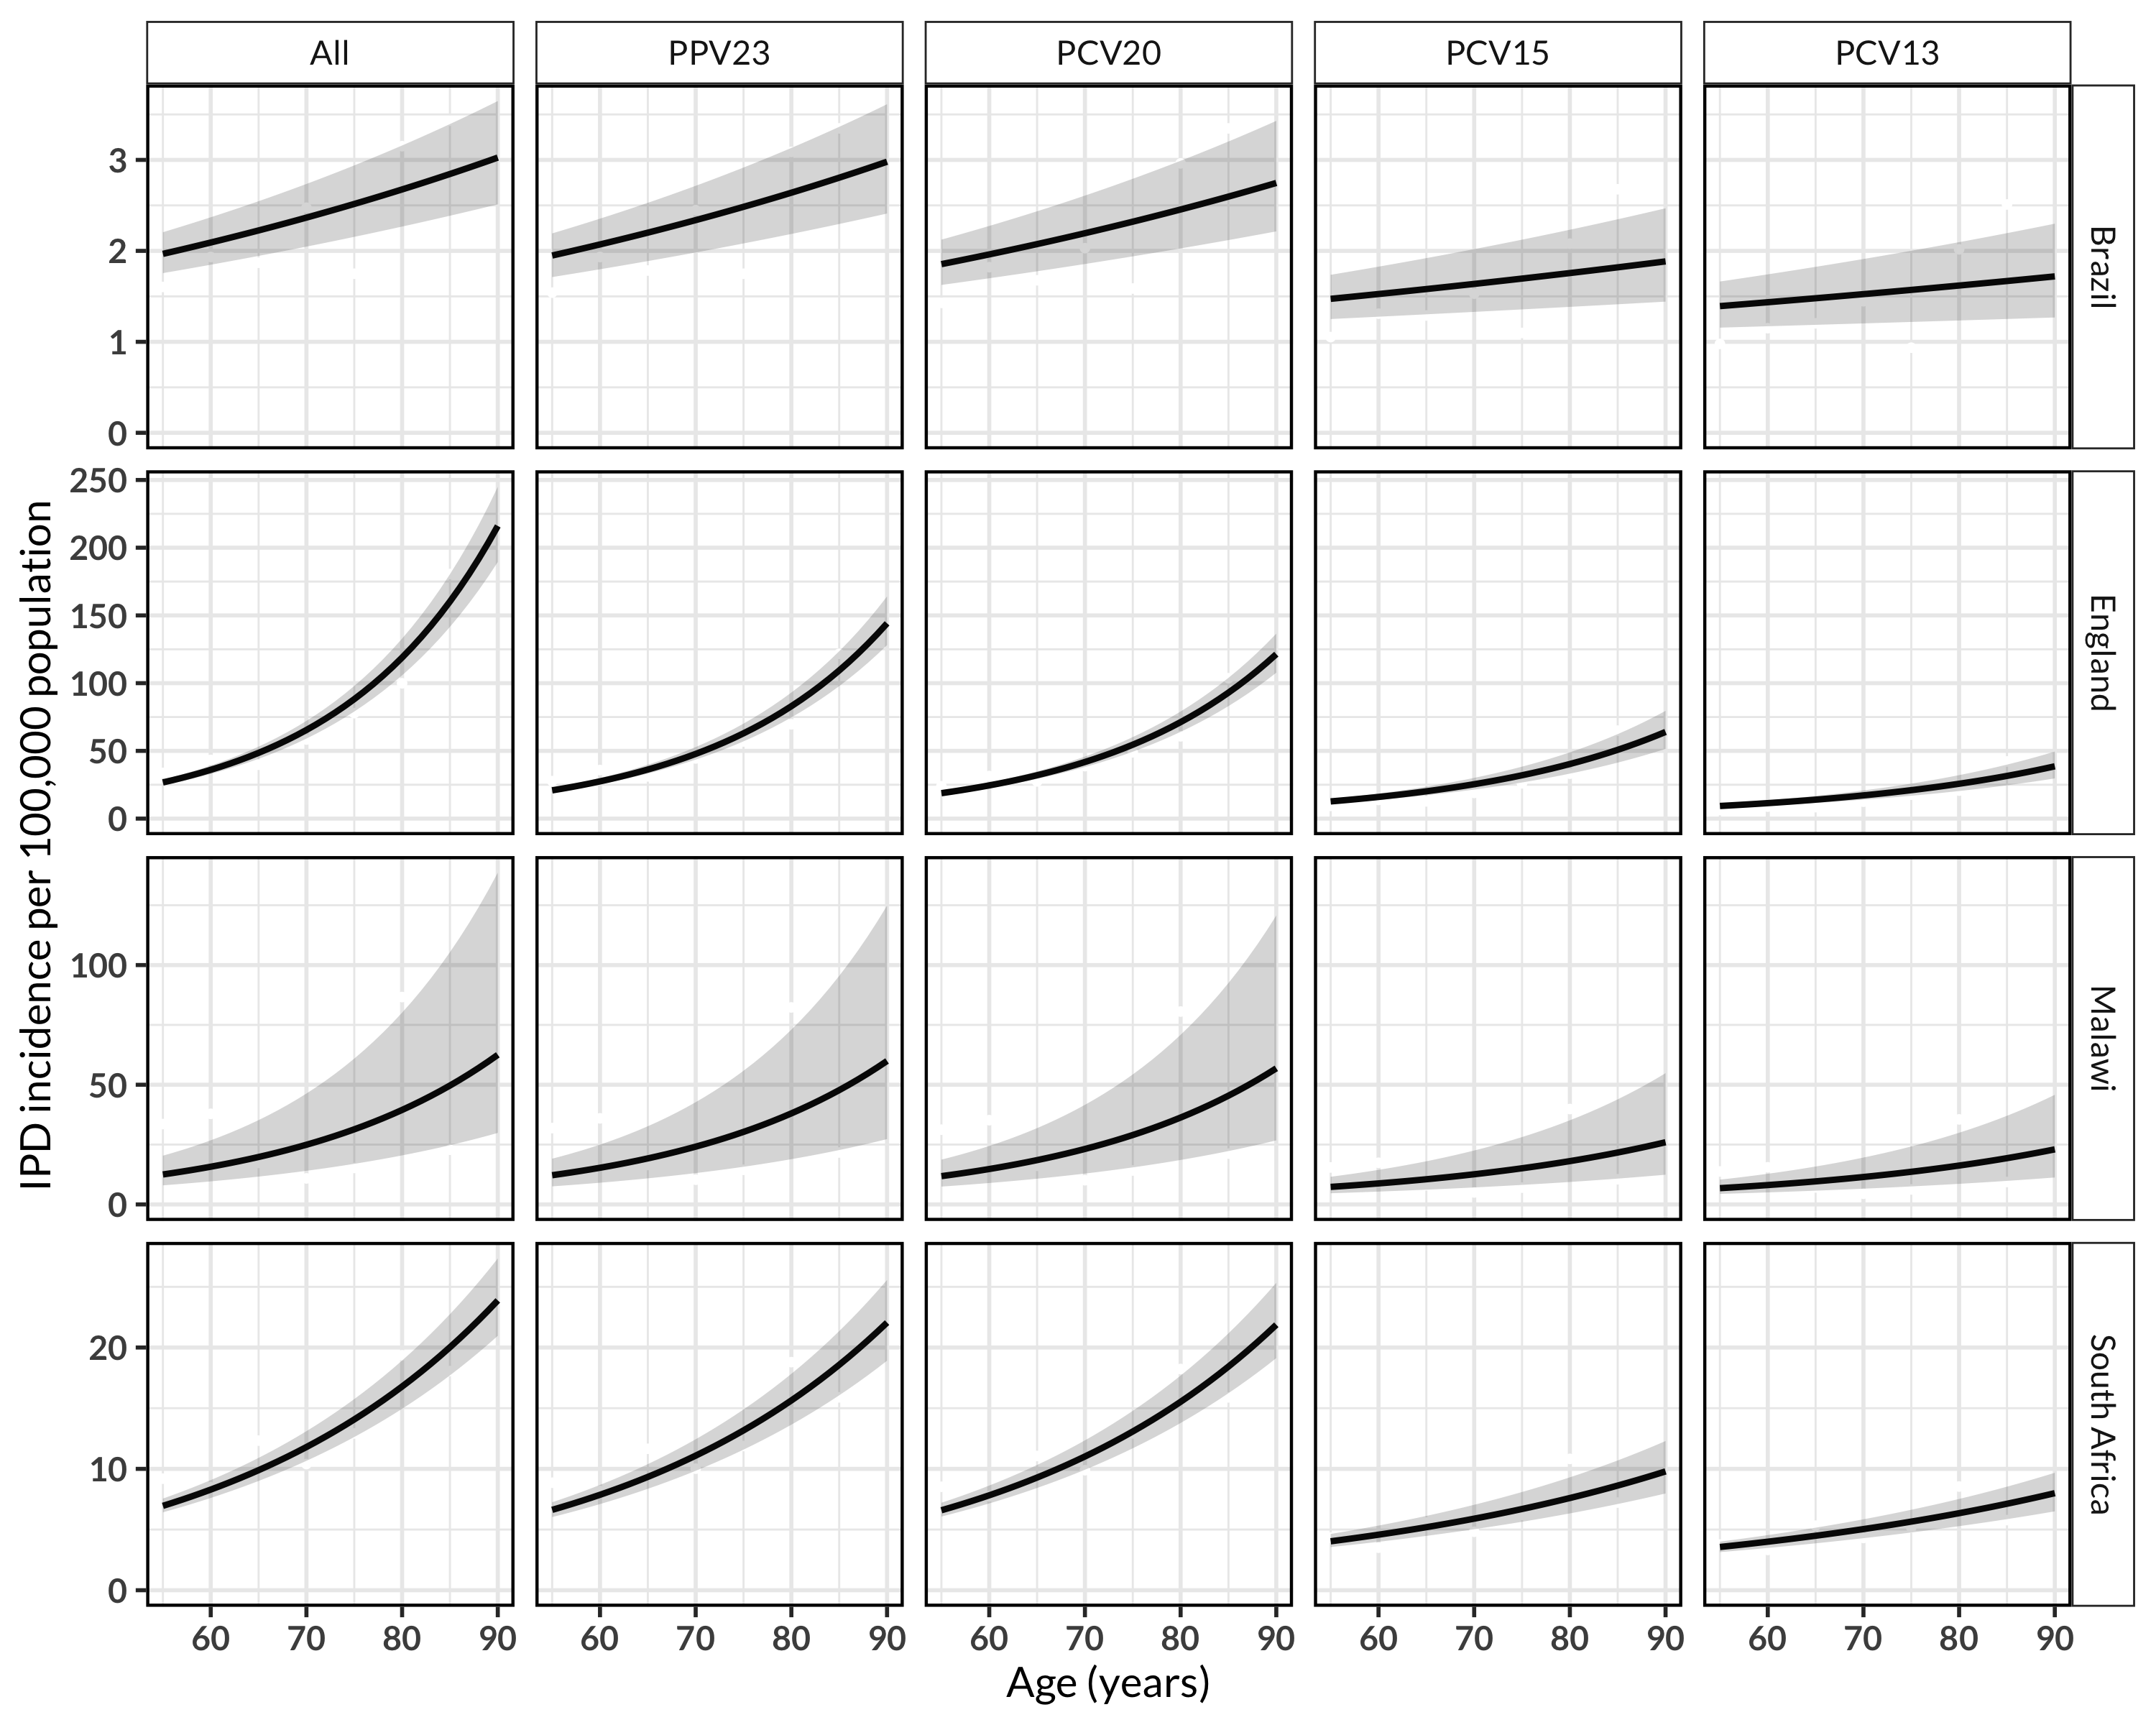 All
PPV23
PCV20
PCV15
PCV13
3
2
1
0
Brazil
250
200
150
100
50
0
England
100
50
0
Malawi
20
10
0
South Africa
60 70 80 90
60 70 80 90
60 70 80 90
60 70 80 90
60 70 80 90
Age (years)
IPD incidence per 100,000 population